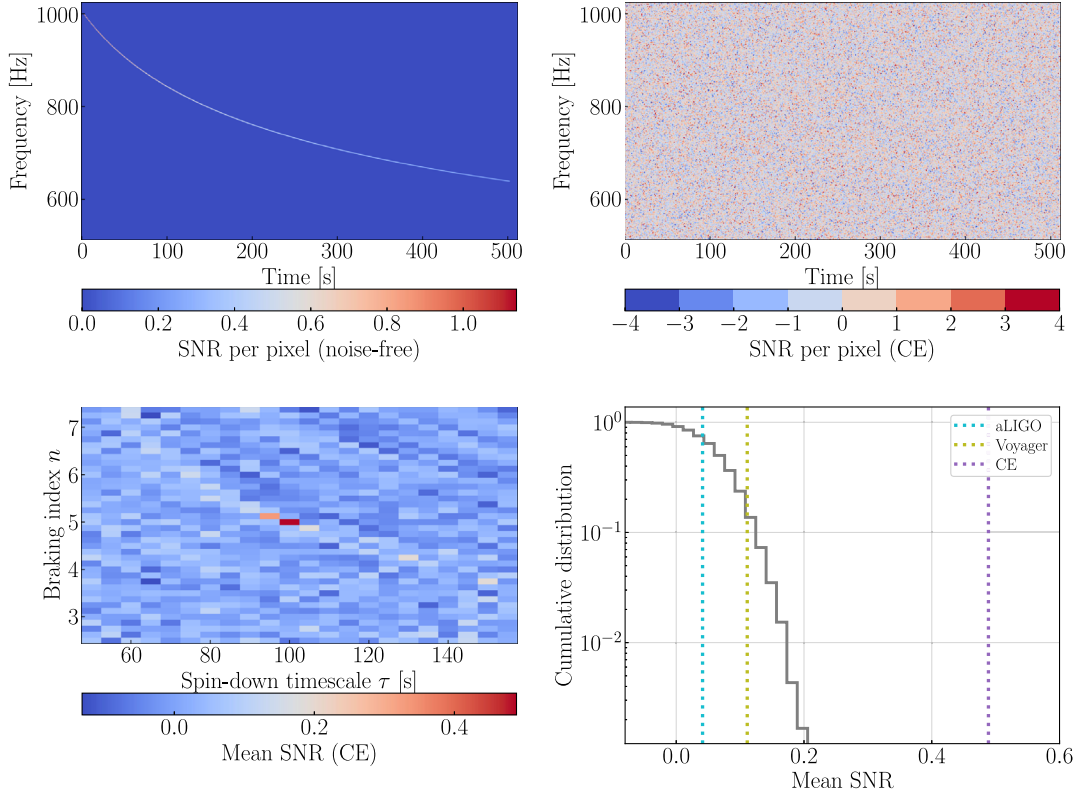 1000
800
600
Frequency [Hz]
0 100 200 300 400 500
Time [s]
0.0 0.2 0.4 0.6 0.8 1.0
SNR per pixel (noise-free)
1000
800
600
Frequency [Hz]
0 100 200 300 400 500
Time [s]
−4 −3 −2 −1 0 1 2 3 4
SNR per pixel (CE)
7
6
5
4
3
Braking index n
60 80 100 120 140
Spin-down timescale τ [s]
0.0 0.2 0.4
Mean SNR (CE)
10⁰
10⁻¹
10⁻²
Cumulative distribution
aLIGO
Voyager
CE
0.0 0.2 0.4 0.6
Mean SNR